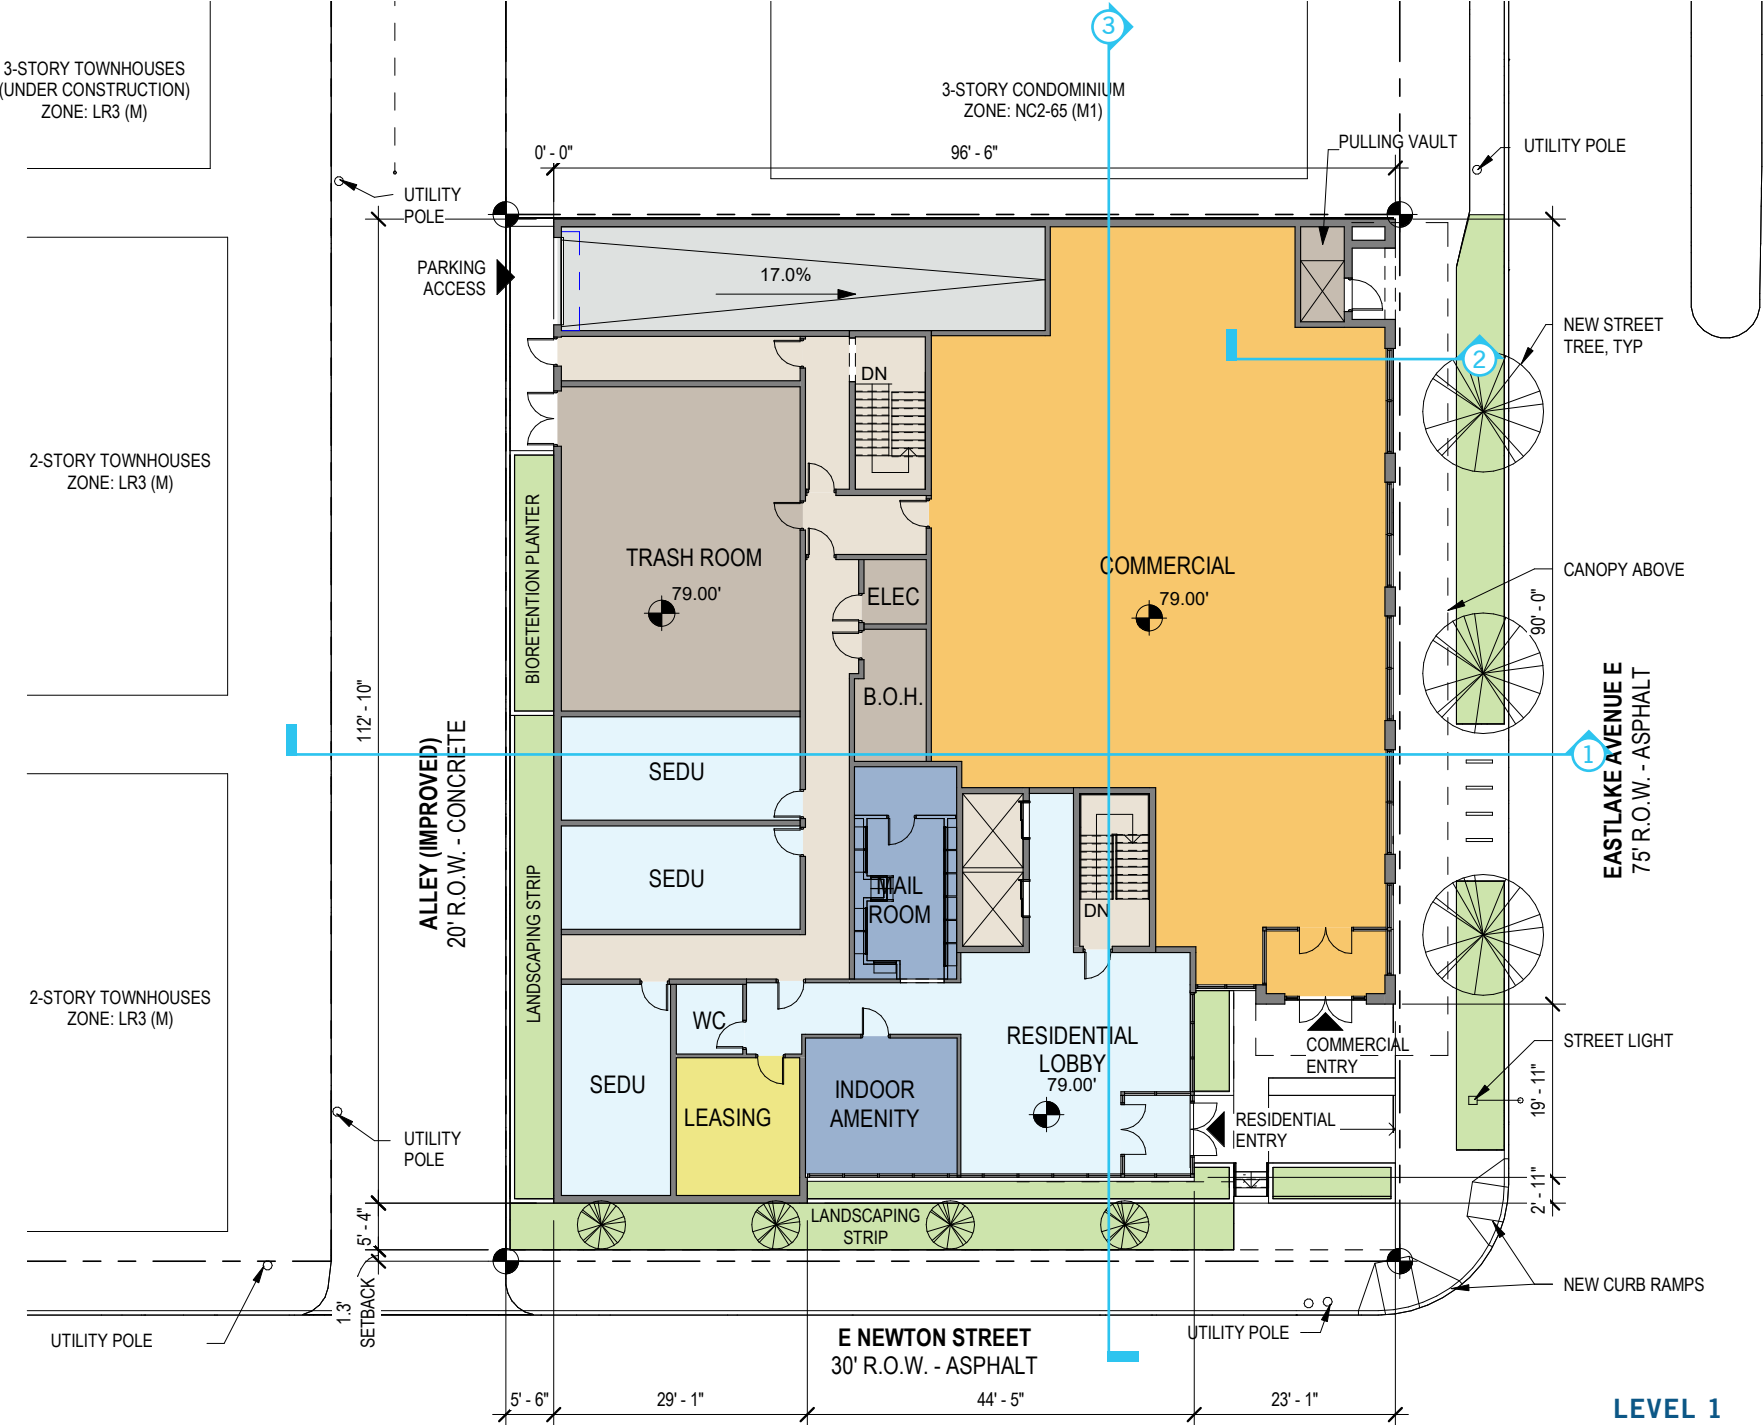 3
3-STORY TOWNHOUSES
(UNDER CONSTRUCTION)
ZONE: LR3 (M)
3-STORY CONDOMINIUM
ZONE: NC2-65 (M1)
PULLING VAULT
UTILITY POLE
0' - 0"
96' - 6"
UTILITY
POLE
PARKING
ACCESS
17.0%
NEW STREET
TREE, TYP
2
DN
2-STORY TOWNHOUSES
ZONE: LR3 (M)
BIORETENTION PLANTER
TRASH ROOM
79.00'
COMMERCIAL
79.00'
CANOPY ABOVE
ELEC
90' - 0"
B.O.H.
112' - 10"
ALLEY (IMPROVED)
20' R.O.W. - CONCRETE
SEDU
1
EASTLAKE AVENUE E
75' R.O.W. - ASPHALT
SEDU
MAIL
ROOM
DN
LANDSCAPING STRIP
2-STORY TOWNHOUSES
ZONE: LR3 (M)
WC
RESIDENTIAL
LOBBY
79.00'
COMMERCIAL
ENTRY
STREET LIGHT
SEDU
LEASING
INDOOR
AMENITY
RESIDENTIAL
ENTRY
19' - 11"
UTILITY
POLE
2' - 11"
5' - 4"
LANDSCAPING
STRIP
1.3'
SETBACK
NEW CURB RAMPS
UTILITY POLE
UTILITY POLE
E NEWTON STREET
30' R.O.W. - ASPHALT
5' - 6"
29' - 1"
44' - 5"
23' - 1"
LEVEL 1